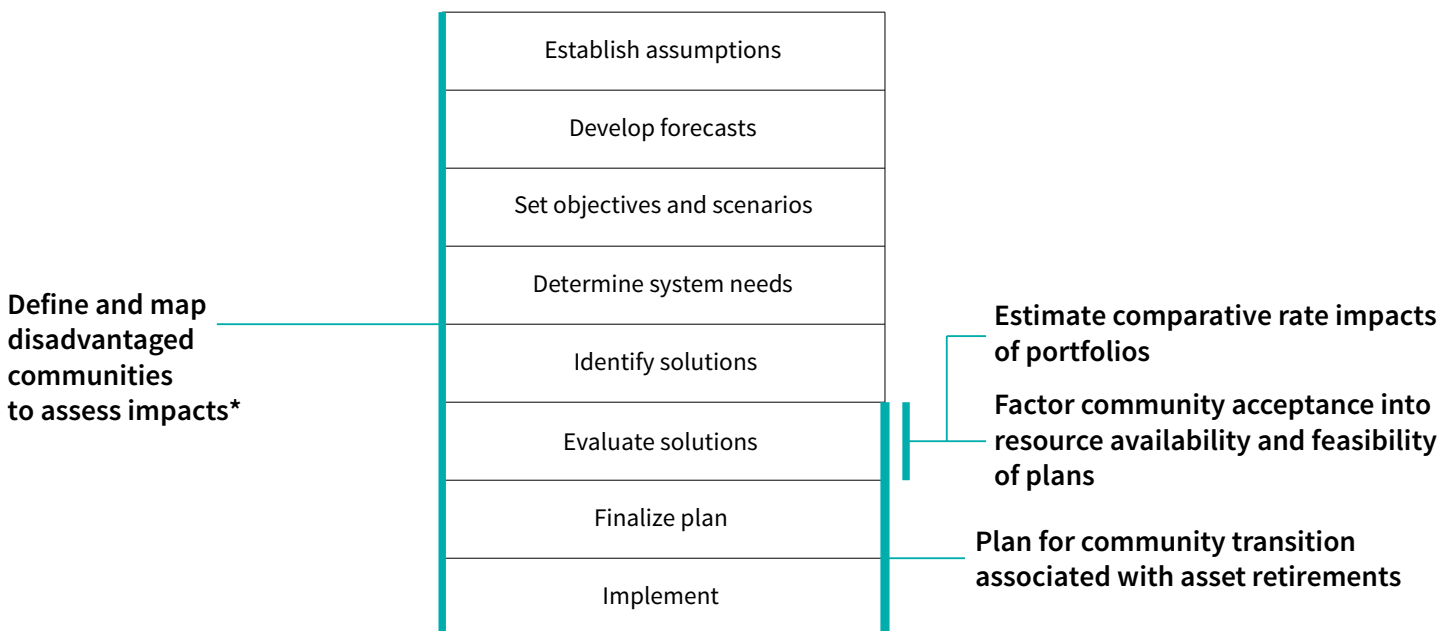 Establish assumptions
Develop forecasts
Set objectives and scenarios
Determine system needs
Identify solutions
Evaluate solutions
Finalize plan
Implement
Define and map
disadvantaged
communities
to assess impacts*
Estimate comparative rate impacts
of portfolios
Factor community acceptance into
resource availability and feasibility
of plans
Plan for community transition
associated with asset retirements